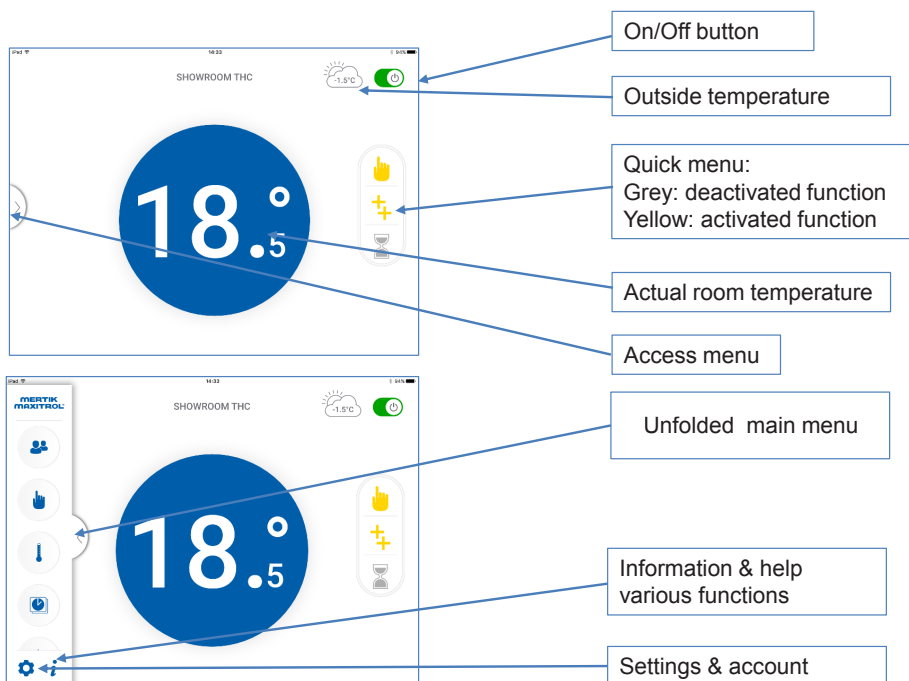 On/Off button
iPad 14:33 94%
SHOWROOM THC
-1.5°C
Outside temperature
Quick menu:
Grey: deactivated function
Yellow: activated function
18.5°
Actual room temperature
Access menu
iPad 14:33 94%
MERTIK
MAXITROL
SHOWROOM THC
-1.5°C
Unfolded main menu
18.5°
Information & help
various functions
i
Settings & account